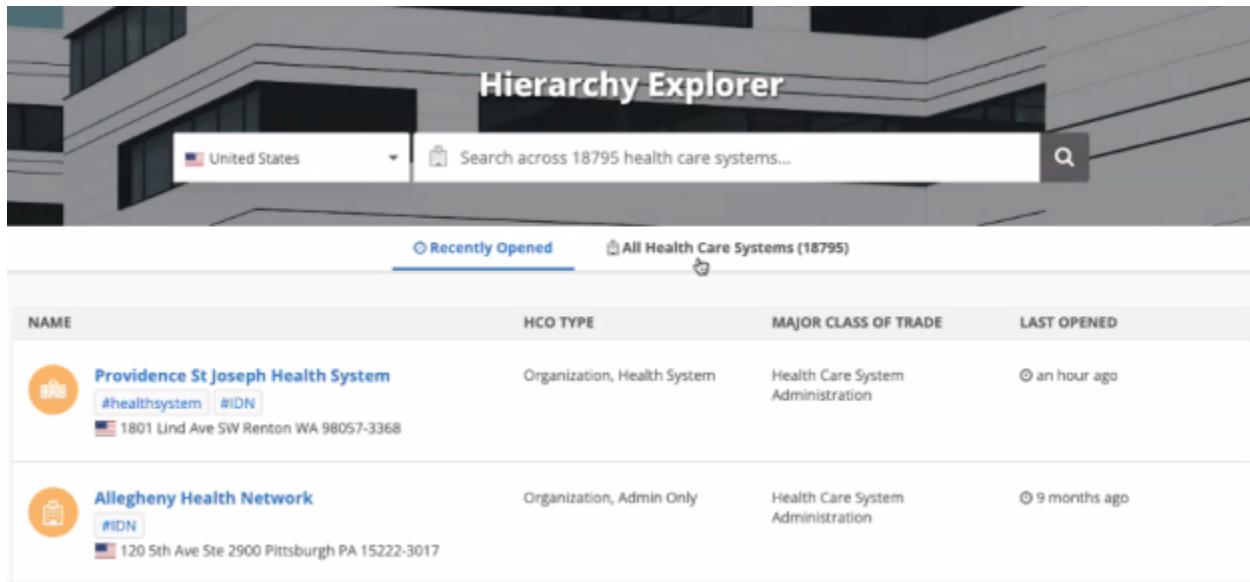 Hierarchy Explorer
United States
Search across 18795 health care systems...
Recently Opened
All Health Care Systems (18795)
NAME HCO TYPE MAJOR CLASS OF TRADE LAST OPENED
Providence St Joseph Health System Organization, Health System Health Care System an hour ago
Administration
#healthsystem #IDN
1801 Lind Ave SW Renton WA 98057-3368
Allegheny Health Network Organization, Admin Only Health Care System 9 months ago
Administration
#IDN
120 5th Ave Ste 2900 Pittsburgh PA 15222-3017